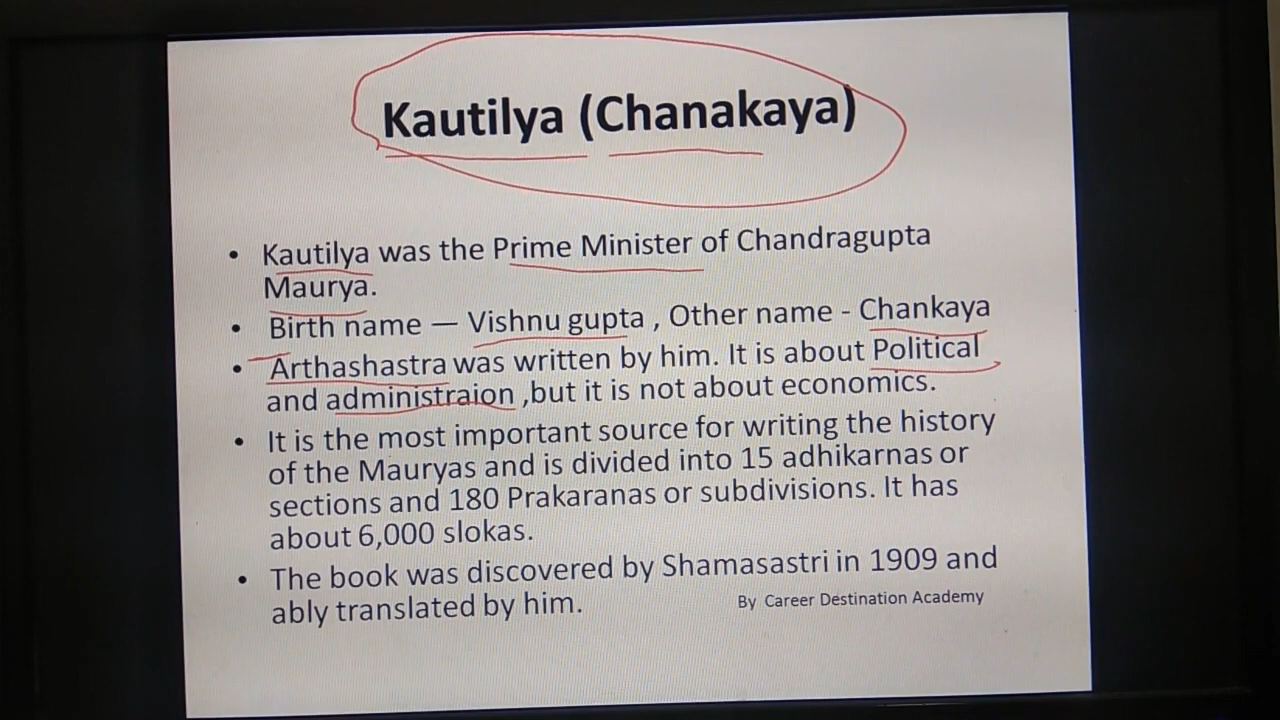 Kautilya (Chanakaya)
• Kautilya was the Prime Minister of Chandragupta
Maurya.
• Birth name — Vishnu gupta , Other name - Chankaya
• Arthashastra was written by him. It is about Political
and administraion ,but it is not about economics.
• It is the most important source for writing the history
of the Mauryas and is divided into 15 adhikarnas or
sections and 180 Prakaranas or subdivisions. It has
about 6,000 slokas.
• The book was discovered by Shamasastri in 1909 and
ably translated by him.
By Career Destination Academy